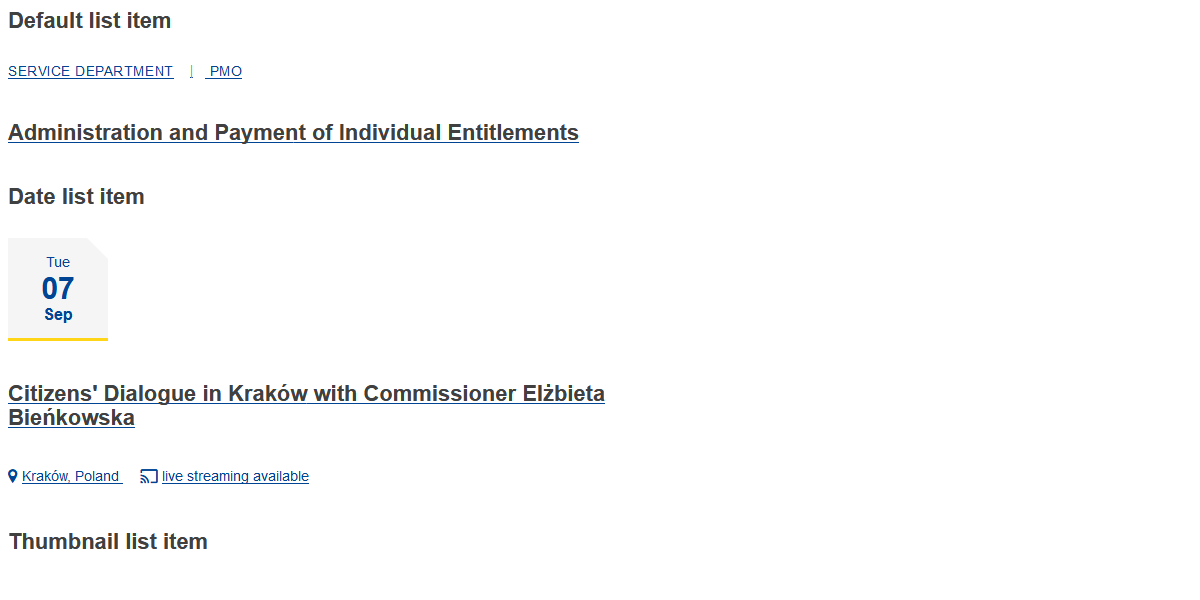 Default list item
SERVICE DEPARTMENT | PMO
Administration and Payment of Individual Entitlements
Date list item
Tue
07
Sep
Citizens' Dialogue in Kraków with Commissioner Elżbieta
Bieńkowska
Kraków, Poland live streaming available
Thumbnail list item